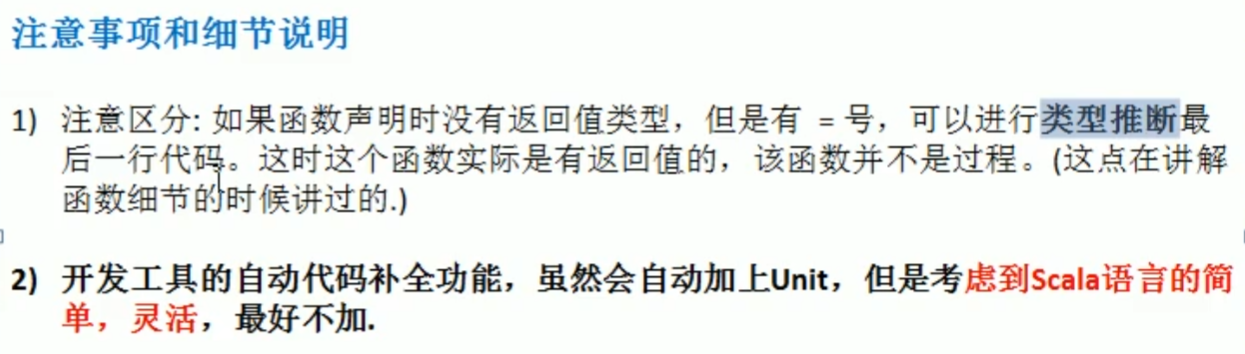 注意事项和细节说明
1) 注意区分: 如果函数声明时没有返回值类型，但是有 = 号，可以进行类型推断最
后一行代码。这时这个函数实际是有返回值的，该函数并不是过程。(这点在讲解
函数细节的时候讲过的.)
2) 开发工具的自动代码补全功能，虽然会自动加上Unit，但是考虑到Scala语言的简
单，灵活，最好不加.